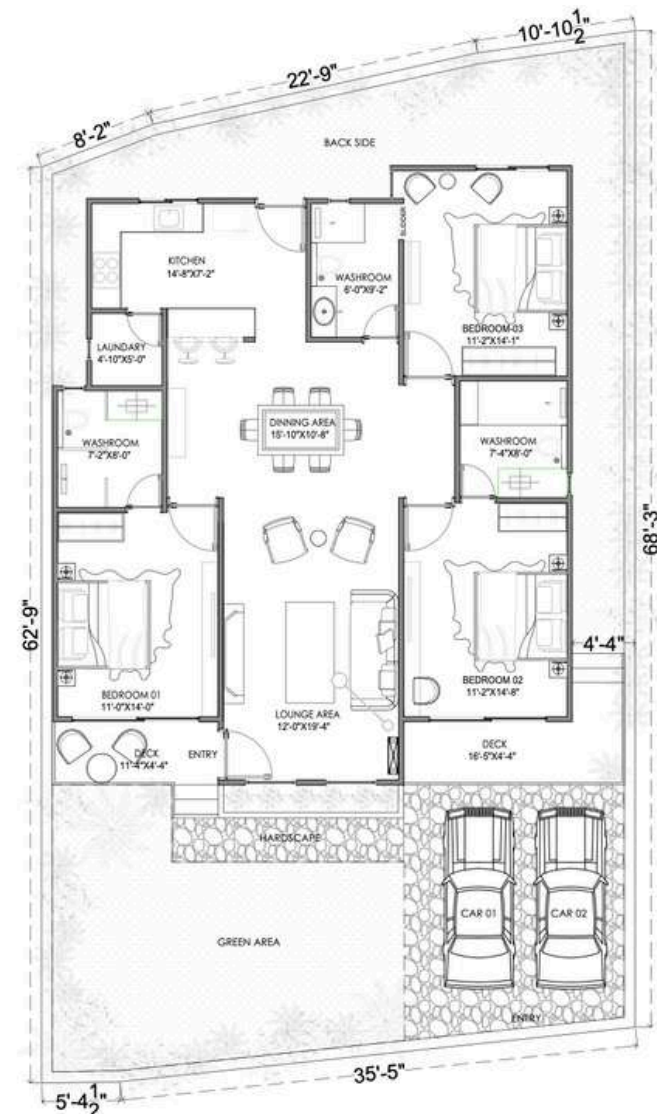 10'-10½"
22'-9"
8'-2"
BACK SIDE
SLIDER
KITCHEN
14'-8"X7'-2"
WASHROOM
6'-0"X9'-2"
BEDROOM-03
11'-2"X14'-1"
LAUNDARY
4'-10"X5'-0"
DINNING AREA
15'-10"X10'-8"
WASHROOM
7'-2"X8'-0"
WASHROOM
7'-4"X8'-0"
68'-3"
62'-9"
4'-4"
BEDROOM 01
11'-0"X14'-0"
BEDROOM 02
11'-2"X14'-8"
LOUNGE AREA
12'-0"X19'-4"
DECK
11'-4"X4'-4"
ENTRY
DECK
16'-5"X4'-4"
HARDSCAPE
CAR 01
CAR 02
GREEN AREA
ENTRY
35'-5"
5'-4½"